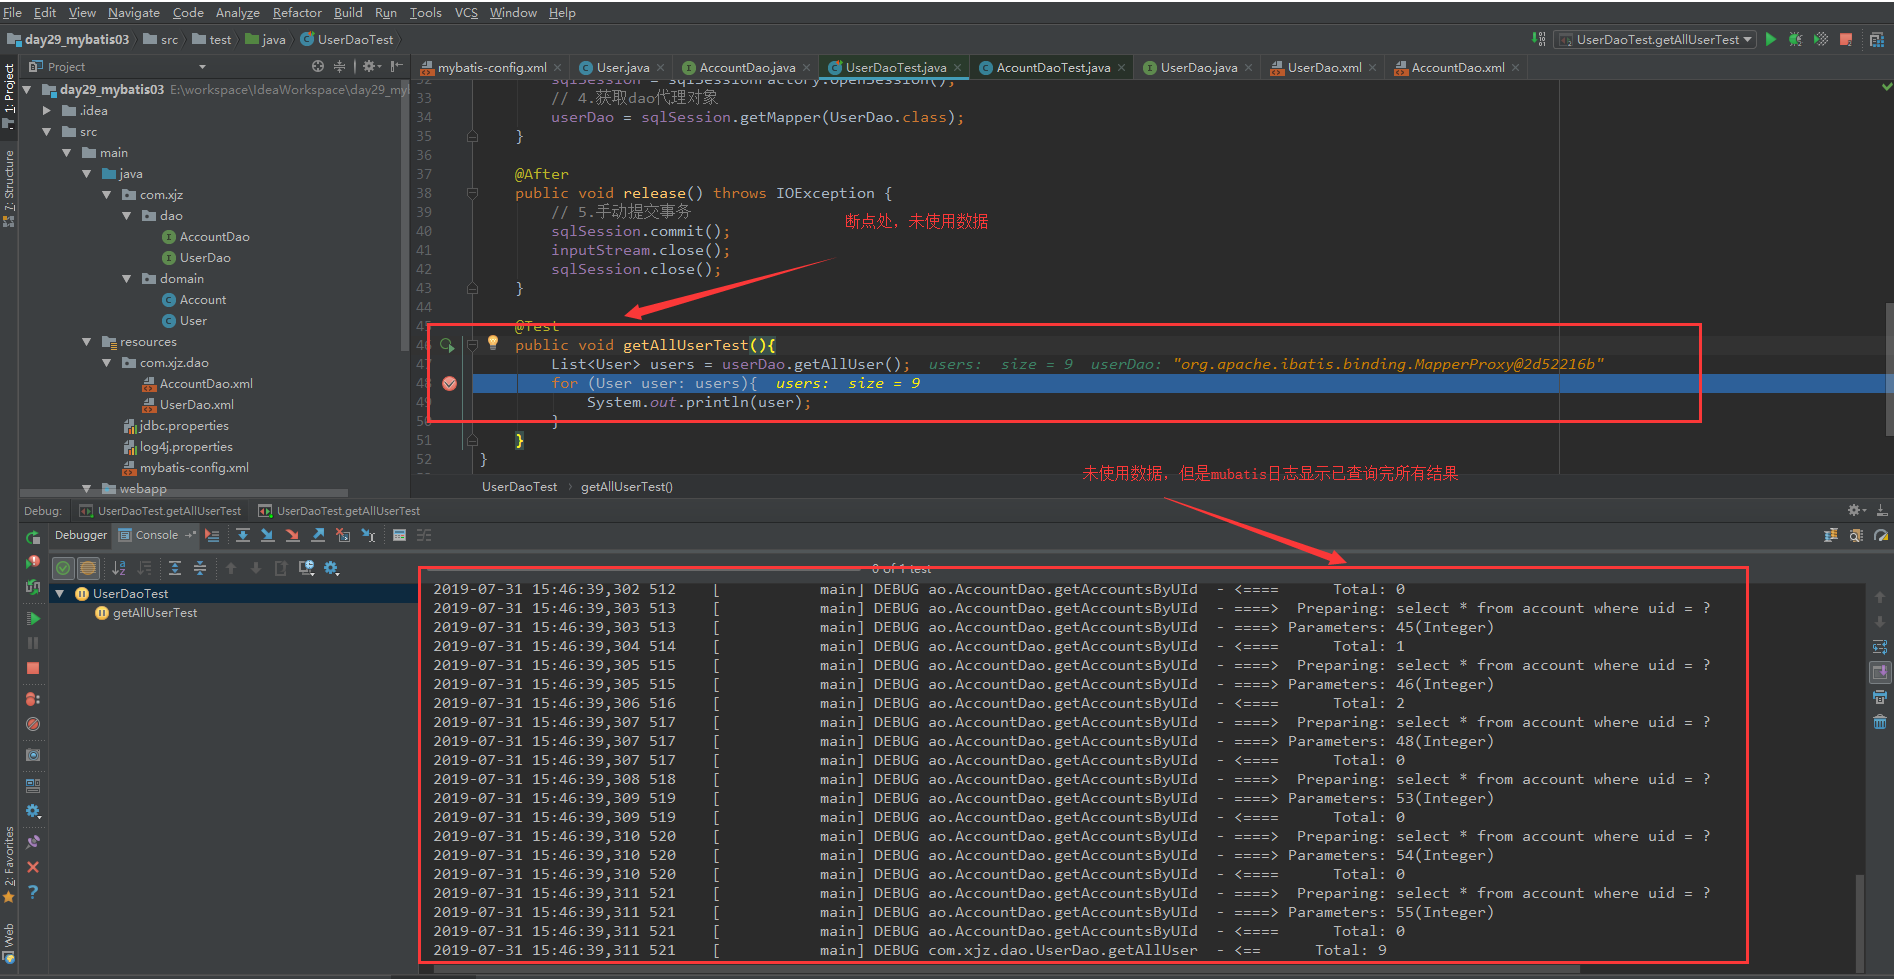 File Edit View Navigate Code Analyze Refactor Build Run Tools VCS Window Help
day29_mybatis03 src test java UserDaoTest
UserDaoTest.getAllUserTest
Project
mybatis-config.xml User.java AccountDao.java UserDaoTest.java AcountDaoTest.java UserDao.java UserDao.xml AccountDao.xml
1: Project
7: Structure
2: Favorites
Web
day29_mybatis03 E:\workspace\IdeaWorkspace\day29_my
.idea
src
main
java
com.xjz
dao
AccountDao
UserDao
domain
Account
User
resources
com.xjz.dao
AccountDao.xml
UserDao.xml
jdbc.properties
log4j.properties
mybatis-config.xml
webapp
32 sqlSession = sqlSessionFactory.openSession();
33 // 4.获取dao代理对象
34 userDao = sqlSession.getMapper(UserDao.class);
35 }
36
37 @After
38 public void release() throws IOException {
39 // 5.手动提交事务
40 sqlSession.commit();
41 inputStream.close();
42 sqlSession.close();
43 }
44
45 @Test
46 public void getAllUserTest(){
47 List<User> users = userDao.getAllUser(); users: size = 9 userDao: "org.apache.ibatis.binding.MapperProxy@2d52216b"
48 for (User user: users){ users: size = 9
49 System.out.println(user);
50 }
51 }
52 }
断点处，未使用数据
未使用数据，但是mubatis日志显示已查询完所有结果
UserDaoTest › getAllUserTest()
Debug: UserDaoTest.getAllUserTest UserDaoTest.getAllUserTest
Debugger Console
0 of 1 test
UserDaoTest
getAllUserTest
2019-07-31 15:46:39,302 512 [ main] DEBUG ao.AccountDao.getAccountsByUId - <==== Total: 0
2019-07-31 15:46:39,303 513 [ main] DEBUG ao.AccountDao.getAccountsByUId - ====> Preparing: select * from account where uid = ?
2019-07-31 15:46:39,303 513 [ main] DEBUG ao.AccountDao.getAccountsByUId - ====> Parameters: 45(Integer)
2019-07-31 15:46:39,304 514 [ main] DEBUG ao.AccountDao.getAccountsByUId - <==== Total: 1
2019-07-31 15:46:39,305 515 [ main] DEBUG ao.AccountDao.getAccountsByUId - ====> Preparing: select * from account where uid = ?
2019-07-31 15:46:39,305 515 [ main] DEBUG ao.AccountDao.getAccountsByUId - ====> Parameters: 46(Integer)
2019-07-31 15:46:39,306 516 [ main] DEBUG ao.AccountDao.getAccountsByUId - <==== Total: 2
2019-07-31 15:46:39,307 517 [ main] DEBUG ao.AccountDao.getAccountsByUId - ====> Preparing: select * from account where uid = ?
2019-07-31 15:46:39,307 517 [ main] DEBUG ao.AccountDao.getAccountsByUId - ====> Parameters: 48(Integer)
2019-07-31 15:46:39,307 517 [ main] DEBUG ao.AccountDao.getAccountsByUId - <==== Total: 0
2019-07-31 15:46:39,308 518 [ main] DEBUG ao.AccountDao.getAccountsByUId - ====> Preparing: select * from account where uid = ?
2019-07-31 15:46:39,309 519 [ main] DEBUG ao.AccountDao.getAccountsByUId - ====> Parameters: 53(Integer)
2019-07-31 15:46:39,309 519 [ main] DEBUG ao.AccountDao.getAccountsByUId - <==== Total: 0
2019-07-31 15:46:39,310 520 [ main] DEBUG ao.AccountDao.getAccountsByUId - ====> Preparing: select * from account where uid = ?
2019-07-31 15:46:39,310 520 [ main] DEBUG ao.AccountDao.getAccountsByUId - ====> Parameters: 54(Integer)
2019-07-31 15:46:39,310 520 [ main] DEBUG ao.AccountDao.getAccountsByUId - <==== Total: 0
2019-07-31 15:46:39,311 521 [ main] DEBUG ao.AccountDao.getAccountsByUId - ====> Preparing: select * from account where uid = ?
2019-07-31 15:46:39,311 521 [ main] DEBUG ao.AccountDao.getAccountsByUId - ====> Parameters: 55(Integer)
2019-07-31 15:46:39,311 521 [ main] DEBUG ao.AccountDao.getAccountsByUId - <==== Total: 0
2019-07-31 15:46:39,311 521 [ main] DEBUG com.xjz.dao.UserDao.getAllUser - <== Total: 9